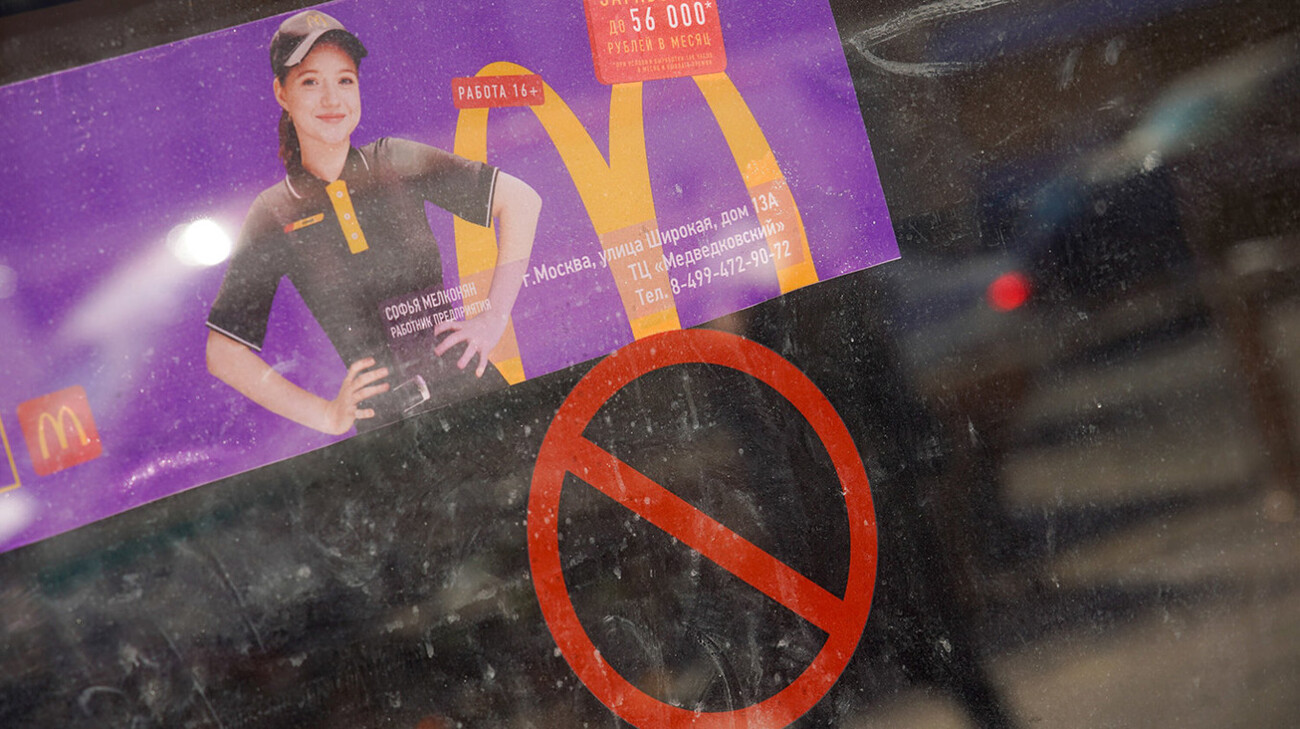 до 56 000*
РУБЛЕЙ В МЕСЯЦ
РАБОТА 16+
г.Москва, улица Широкая, дом 13А
ТЦ «Медведковский»
Тел. 8-499-472-90-72
СОФЬЯ МЕЛКОНЯН
РАБОТНИК ПРЕДПРИЯТИЯ